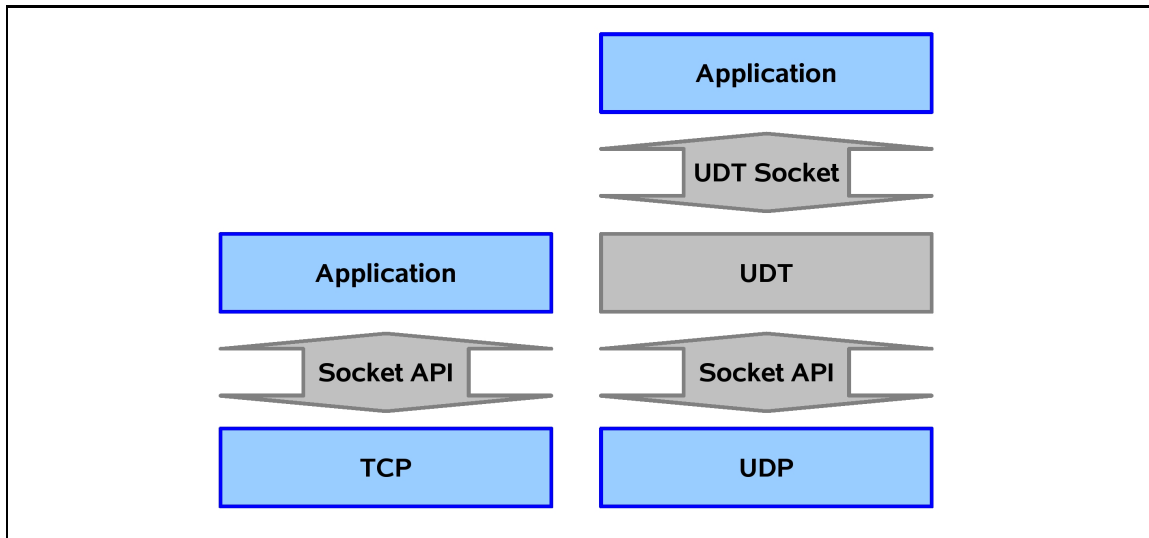 Application
UDT Socket
Application
UDT
Socket API
Socket API
TCP
UDP